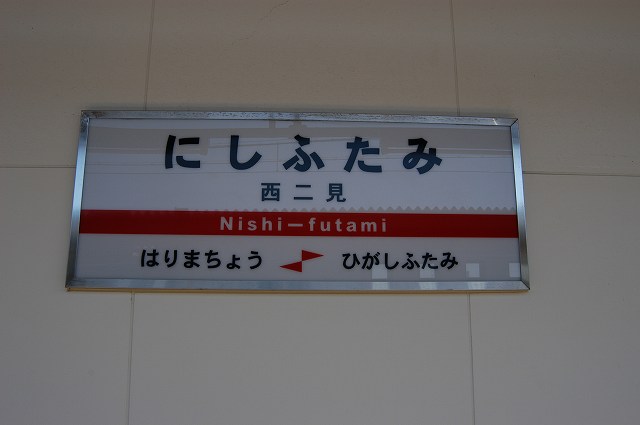 にしふたみ
西二見
Nishi－futami
はりまちょう ひがしふたみ